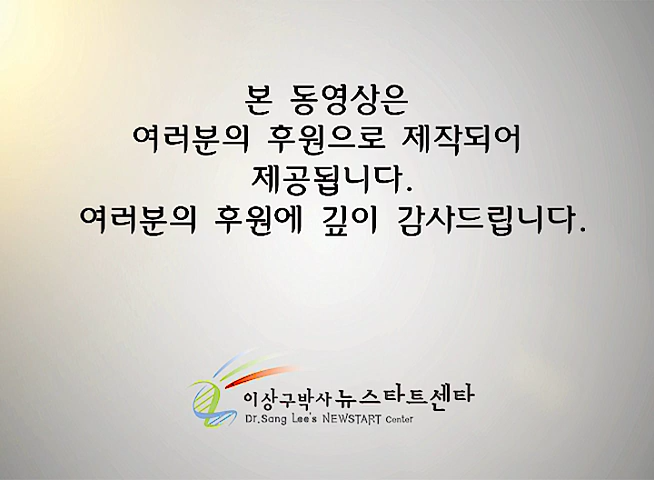 본 동영상은
여러분의 후원으로 제작되어
제공됩니다.
여러분의 후원에 깊이 감사드립니다.
이상구박사 뉴스타트센타
Dr.Sang Lee's NEWSTART Center